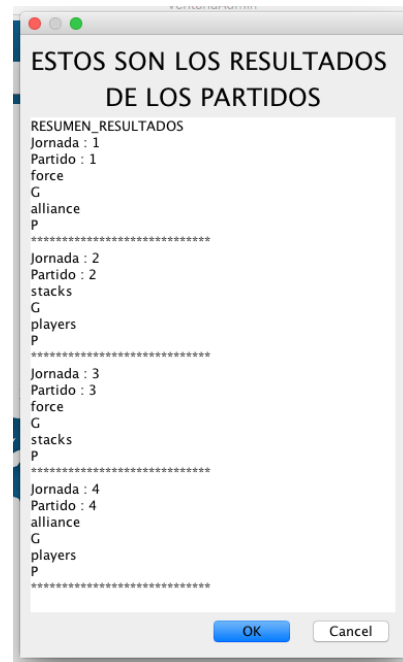 VentanaAdmin
ESTOS SON LOS RESULTADOS
DE LOS PARTIDOS
RESUMEN_RESULTADOS
Jornada : 1
Partido : 1
force
G
alliance
P
*****************************
Jornada : 2
Partido : 2
stacks
G
players
P
*****************************
Jornada : 3
Partido : 3
force
G
stacks
P
*****************************
Jornada : 4
Partido : 4
alliance
G
players
P
*****************************
OK
Cancel